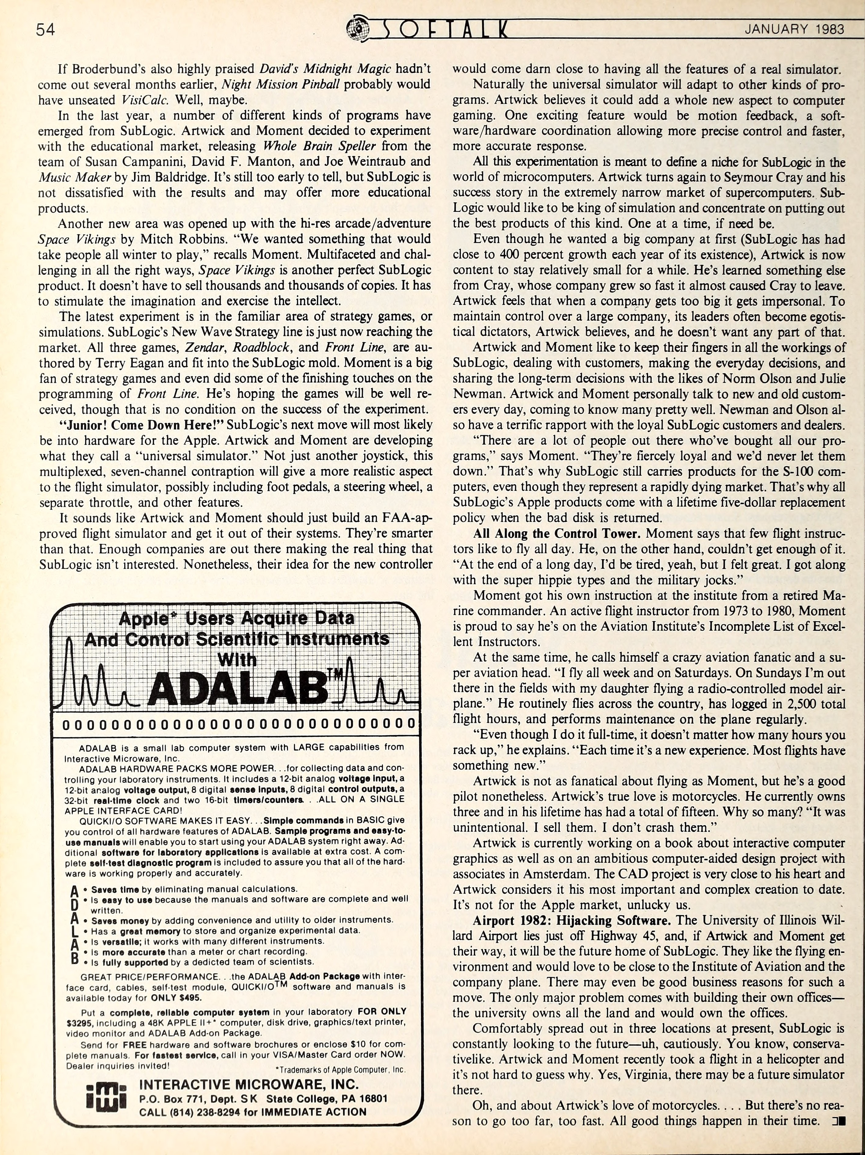 54
SOFTALK
JANUARY 1983
If Broderbund's also highly praised David's Midnight Magic hadn't
come out several months earlier, Night Mission Pinball probably would
have unseated VisiCalc. Well, maybe.
In the last year, a number of different kinds of programs have
emerged from SubLogic. Artwick and Moment decided to experiment
with the educational market, releasing Whole Brain Speller from the
team of Susan Campanini, David F. Manton, and Joe Weintraub and
Music Maker by Jim Baldridge. It's still too early to tell, but SubLogic is
not dissatisfied with the results and may offer more educational
products.
Another new area was opened up with the hi-res arcade/adventure
Space Vikings by Mitch Robbins. "We wanted something that would
take people all winter to play," recalls Moment. Multifaceted and chal-
lenging in all the right ways, Space Vikings is another perfect SubLogic
product. It doesn't have to sell thousands and thousands of copies. It has
to stimulate the imagination and exercise the intellect.
The latest experiment is in the familiar area of strategy games, or
simulations. SubLogic's New Wave Strategy line is just now reaching the
market. All three games, Zendar, Roadblock, and Front Line, are au-
thored by Terry Eagan and fit into the SubLogic mold. Moment is a big
fan of strategy games and even did some of the finishing touches on the
programming of Front Line. He's hoping the games will be well re-
ceived, though that is no condition on the success of the experiment.
"Junior! Come Down Here!" SubLogic's next move will most likely
be into hardware for the Apple. Artwick and Moment are developing
what they call a "universal simulator." Not just another joystick, this
multiplexed, seven-channel contraption will give a more realistic aspect
to the flight simulator, possibly including foot pedals, a steering wheel, a
separate throttle, and other features.
It sounds like Artwick and Moment should just build an FAA-ap-
proved flight simulator and get it out of their systems. They're smarter
than that. Enough companies are out there making the real thing that
SubLogic isn't interested. Nonetheless, their idea for the new controller
would come darn close to having all the features of a real simulator.
Naturally the universal simulator will adapt to other kinds of pro-
grams. Artwick believes it could add a whole new aspect to computer
gaming. One exciting feature would be motion feedback, a soft-
ware/hardware coordination allowing more precise control and faster,
more accurate response.
All this experimentation is meant to define a niche for SubLogic in the
world of microcomputers. Artwick turns again to Seymour Cray and his
success story in the extremely narrow market of supercomputers. Sub-
Logic would like to be king of simulation and concentrate on putting out
the best products of this kind. One at a time, if need be.
Even though he wanted a big company at first (SubLogic has had
close to 400 percent growth each year of its existence), Artwick is now
content to stay relatively small for a while. He's learned something else
from Cray, whose company grew so fast it almost caused Cray to leave.
Artwick feels that when a company gets too big it gets impersonal. To
maintain control over a large company, its leaders often become egotis-
tical dictators, Artwick believes, and he doesn't want any part of that.
Artwick and Moment like to keep their fingers in all the workings of
SubLogic, dealing with customers, making the everyday decisions, and
sharing the long-term decisions with the likes of Norm Olson and Julie
Newman. Artwick and Moment personally talk to new and old custom-
ers every day, coming to know many pretty well. Newman and Olson al-
so have a terrific rapport with the loyal SubLogic customers and dealers.
"There are a lot of people out there who've bought all our pro-
grams," says Moment. "They're fiercely loyal and we'd never let them
down." That's why SubLogic still carries products for the S-100 com-
puters, even though they represent a rapidly dying market. That's why all
SubLogic's Apple products come with a lifetime five-dollar replacement
policy when the bad disk is returned.
All Along the Control Tower. Moment says that few flight instruc-
tors like to fly all day. He, on the other hand, couldn't get enough of it.
"At the end of a long day, I'd be tired, yeah, but I felt great. I got along
with the super hippie types and the military jocks."
Moment got his own instruction at the institute from a retired Ma-
rine commander. An active flight instructor from 1973 to 1980, Moment
is proud to say he's on the Aviation Institute's Incomplete List of Excel-
lent Instructors.
At the same time, he calls himself a crazy aviation fanatic and a su-
per aviation head. "I fly all week and on Saturdays. On Sundays I'm out
there in the fields with my daughter flying a radio-controlled model air-
plane." He routinely flies across the country, has logged in 2,500 total
flight hours, and performs maintenance on the plane regularly.
"Even though I do it full-time, it doesn't matter how many hours you
rack up," he explains. "Each time it's a new experience. Most flights have
something new."
Artwick is not as fanatical about flying as Moment, but he's a good
pilot nonetheless. Artwick's true love is motorcycles. He currently owns
three and in his lifetime has had a total of fifteen. Why so many? "It was
unintentional. I sell them. I don't crash them."
Artwick is currently working on a book about interactive computer
graphics as well as on an ambitious computer-aided design project with
associates in Amsterdam. The CAD project is very close to his heart and
Artwick considers it his most important and complex creation to date.
It's not for the Apple market, unlucky us.
Airport 1982: Hijacking Software. The University of Illinois Wil-
lard Airport lies just off Highway 45, and, if Artwick and Moment get
their way, it will be the future home of SubLogic. They like the flying en-
vironment and would love to be close to the Institute of Aviation and the
company plane. There may even be good business reasons for such a
move. The only major problem comes with building their own offices—
the university owns all the land and would own the offices.
Comfortably spread out in three locations at present, SubLogic is
constantly looking to the future—uh, cautiously. You know, conserva-
tivelike. Artwick and Moment recently took a flight in a helicopter and
it's not hard to guess why. Yes, Virginia, there may be a future simulator
there.
Oh, and about Artwick's love of motorcycles. . . . But there's no rea-
son to go too far, too fast. All good things happen in their time.
Apple* Users Acquire Data
And Control Scientific Instruments
With
ADALAB™
ADALAB is a small lab computer system with LARGE capabilities from
Interactive Microware, Inc.
ADALAB HARDWARE PACKS MORE POWER. . .for collecting data and con-
trolling your laboratory instruments. It includes a 12-bit analog voltage input, a
12-bit analog voltage output, 8 digital sense inputs, 8 digital control outputs, a
32-bit real-time clock and two 16-bit timers/counters. . .ALL ON A SINGLE
APPLE INTERFACE CARD!
QUICKI/O SOFTWARE MAKES IT EASY. . .Simple commands in BASIC give
you control of all hardware features of ADALAB. Sample programs and easy-to-
use manuals will enable you to start using your ADALAB system right away. Ad-
ditional software for laboratory applications is available at extra cost. A com-
plete self-test diagnostic program is included to assure you that all of the hard-
ware is working properly and accurately.
A • Saves time by eliminating manual calculations.
D • Is easy to use because the manuals and software are complete and well
written.
A • Saves money by adding convenience and utility to older instruments.
L • Has a great memory to store and organize experimental data.
A • Is versatile; it works with many different instruments.
B • Is more accurate than a meter or chart recording.
• Is fully supported by a dedicted team of scientists.
GREAT PRICE/PERFORMANCE. . .the ADALAB Add-on Package with inter-
face card, cables, self-test module, QUICKI/O™ software and manuals is
available today for ONLY $495.
Put a complete, reliable computer system in your laboratory FOR ONLY
$3295, including a 48K APPLE II+* computer, disk drive, graphics/text printer,
video monitor and ADALAB Add-on Package.
Send for FREE hardware and software brochures or enclose $10 for com-
plete manuals. For fastest service, call in your VISA/Master Card order NOW.
Dealer inquiries invited!
*Trademarks of Apple Computer, Inc.
imi
INTERACTIVE MICROWARE, INC.
P.O. Box 771, Dept. SK State College, PA 16801
CALL (814) 238-8294 for IMMEDIATE ACTION